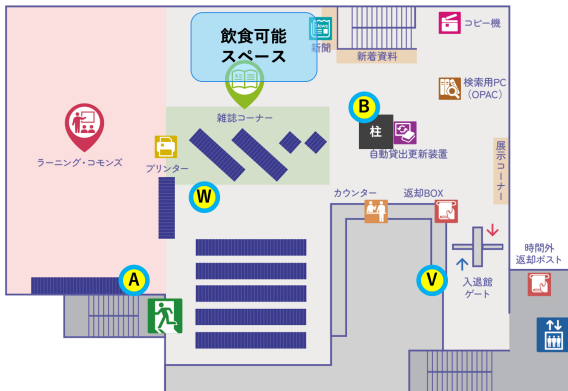 飲食可能
スペース
新聞
新着資料
コピー機
検索用PC
(OPAC)
雑誌コーナー
B
柱
自動貸出更新装置
ラーニング・コモンズ
プリンター
展示コーナー
W
カウンター
返却BOX
A
V
入退館
ゲート
時間外
返却ポスト